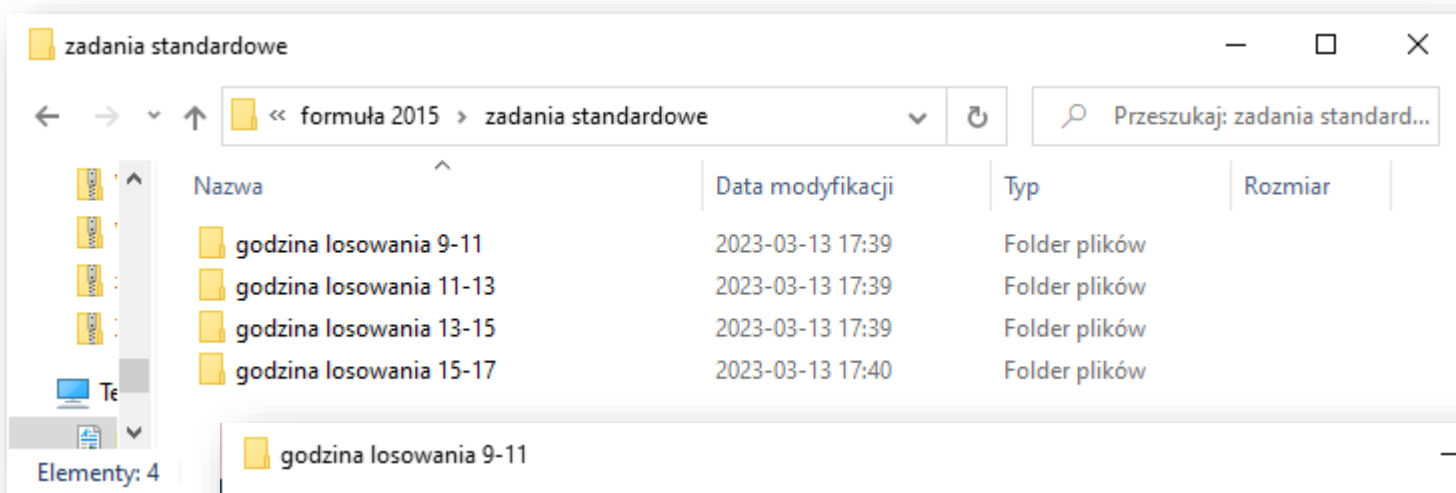 zadania standardowe
« formuła 2015 > zadania standardowe
Przeszukaj: zadania standard...
Nazwa Data modyfikacji Typ Rozmiar
godzina losowania 9-11 2023-03-13 17:39 Folder plików
godzina losowania 11-13 2023-03-13 17:39 Folder plików
godzina losowania 13-15 2023-03-13 17:39 Folder plików
godzina losowania 15-17 2023-03-13 17:40 Folder plików
Te
Elementy: 4
godzina losowania 9-11